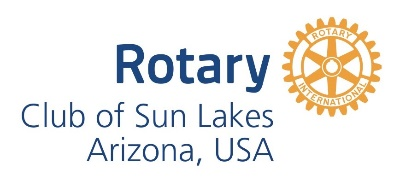 Rotary
Club of Sun Lakes
Arizona, USA
ROTARY
INTERNATIONAL